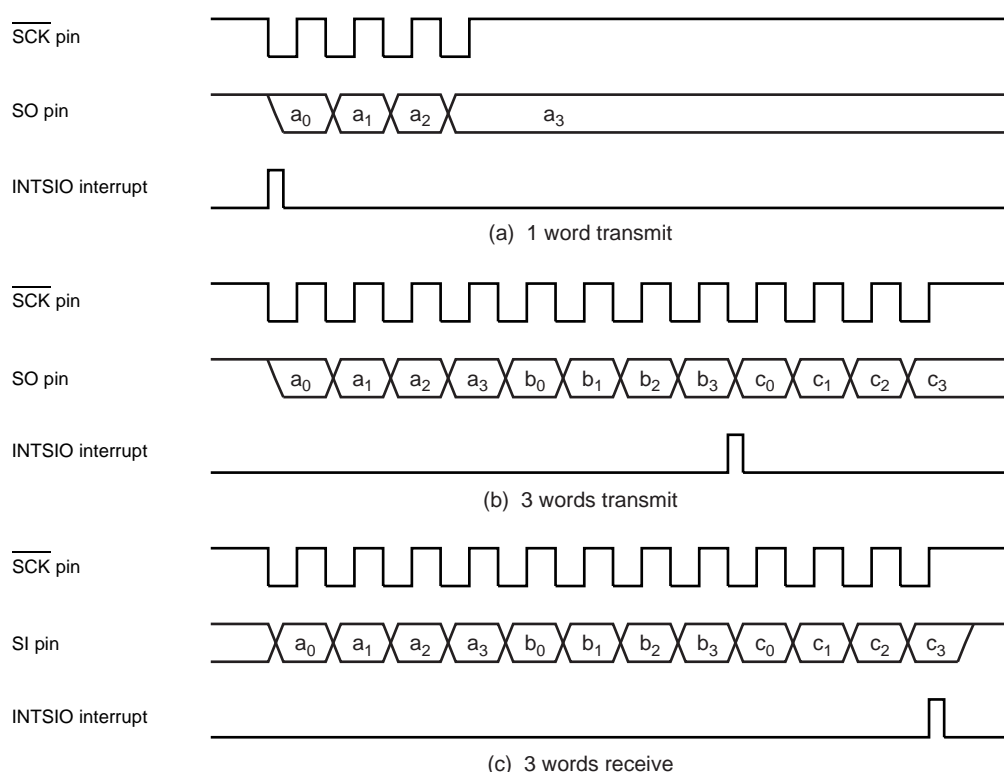 SCK pin
SO pin
a0 a1 a2 a3
INTSIO interrupt
(a) 1 word transmit
SCK pin
SO pin
a0 a1 a2 a3 b0 b1 b2 b3 c0 c1 c2 c3
INTSIO interrupt
(b) 3 words transmit
SCK pin
SI pin
a0 a1 a2 a3 b0 b1 b2 b3 c0 c1 c2 c3
INTSIO interrupt
(c) 3 words receive